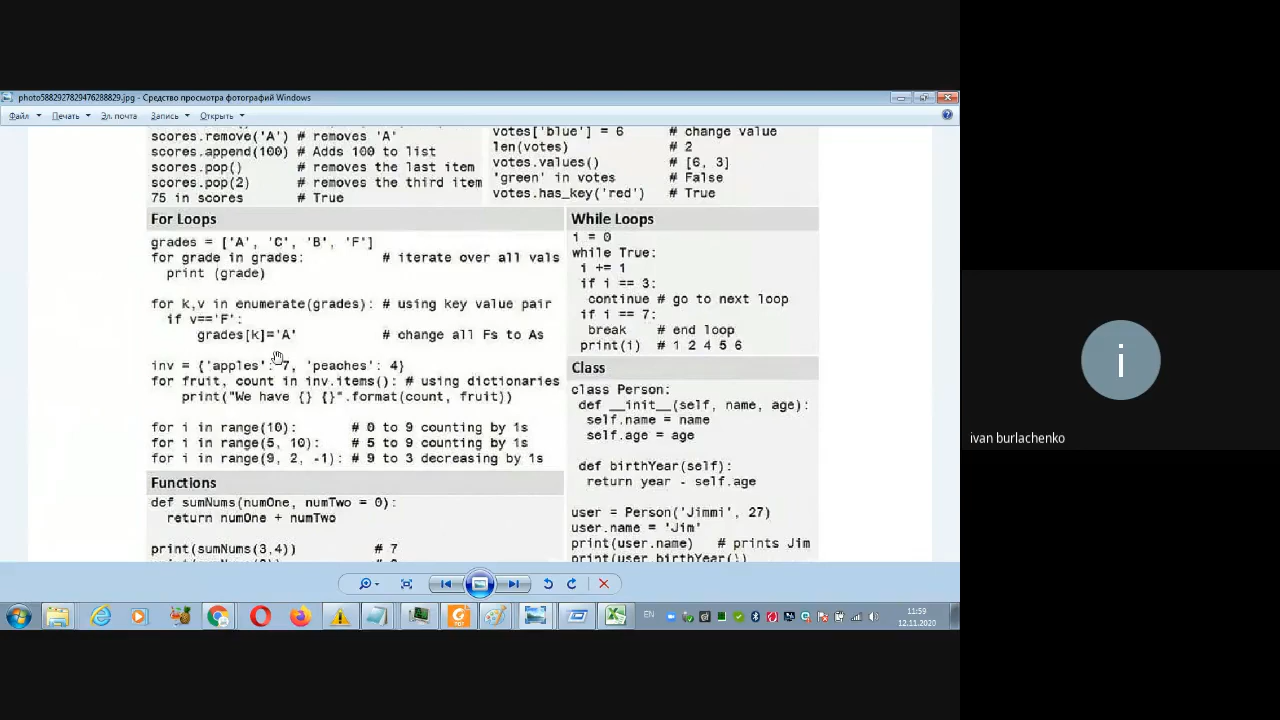 photo5882927829476288829.jpg - Средство просмотра фотографий Windows
Файл Печать Эл. почта Запись Открыть
scores.remove('A') # removes 'A'
scores.append(100) # Adds 100 to list
scores.pop() # removes the last item
scores.pop(2) # removes the third item
75 in scores # True
votes['blue'] = 6 # change value
len(votes) # 2
votes.values() # [6, 3]
'green' in votes # False
votes.has_key('red') # True
For Loops
grades = ['A', 'C', 'B', 'F']
for grade in grades: # iterate over all vals
print (grade)
for k,v in enumerate(grades): # using key value pair
if v=='F':
grades[k]='A' # change all Fs to As
inv = {'apples': 7, 'peaches': 4}
for fruit, count in inv.items(): # using dictionaries
print("We have {} {}".format(count, fruit))
for i in range(10): # 0 to 9 counting by 1s
for i in range(5, 10): # 5 to 9 counting by 1s
for i in range(9, 2, -1): # 9 to 3 decreasing by 1s
Functions
def sumNums(numOne, numTwo = 0):
return numOne + numTwo
print(sumNums(3,4)) # 7
While Loops
i = 0
while True:
i += 1
if i == 3:
continue # go to next loop
if i == 7:
break # end loop
print(i) # 1 2 4 5 6
Class
class Person:
def __init__(self, name, age):
self.name = name
self.age = age
def birthYear(self):
return year - self.age
user = Person('Jimmi', 27)
user.name = 'Jim'
print(user.name) # prints Jim
print(user.birthYear())
EN
11:59
12.11.2020
i
ivan burlachenko